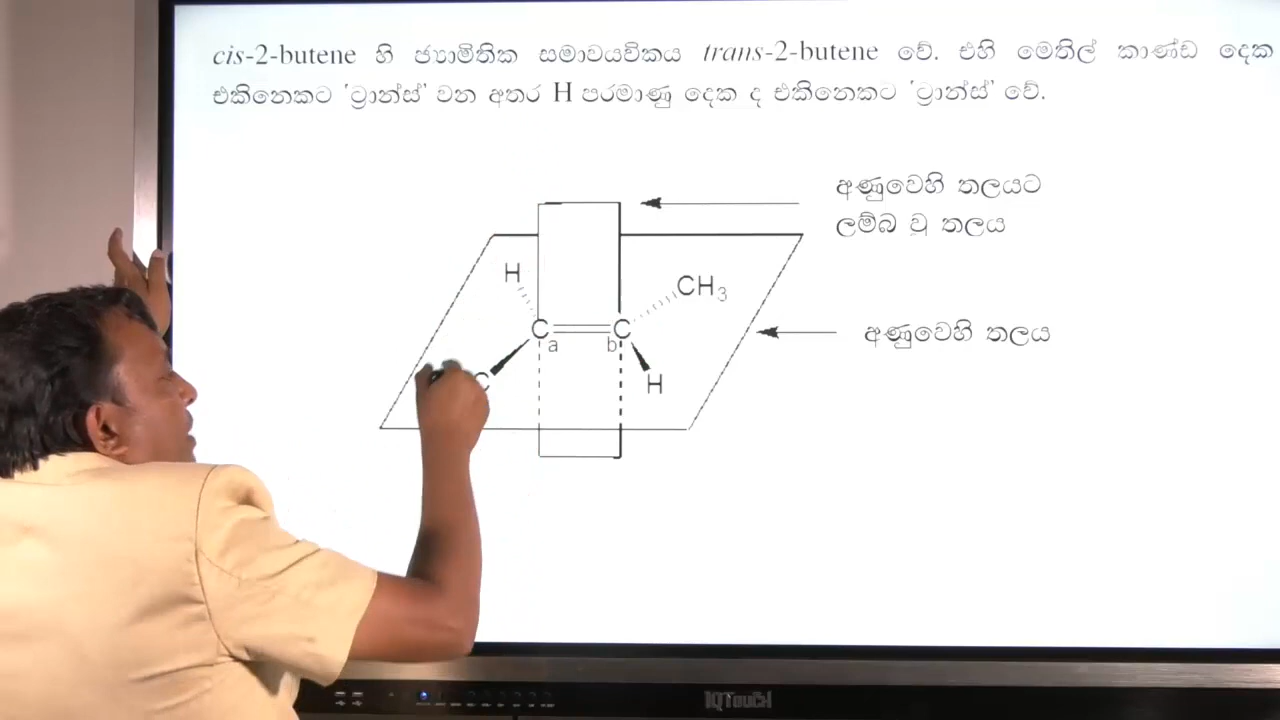 cis-2-butene හි ජ්‍යාමිතික සමාවයවිකය trans-2-butene වේ. එහි මෙතිල් කාණ්ඩ දෙක
එකිනෙකට 'ට්‍රාන්ස්' වන අතර H පරමාණු දෙක ද එකිනෙකට 'ට්‍රාන්ස්' වේ.
අණුවෙහි තලයට
ලම්බ වූ තලය
H
CH3
C C
a b
අණුවෙහි තලය
C
H
IQTouch